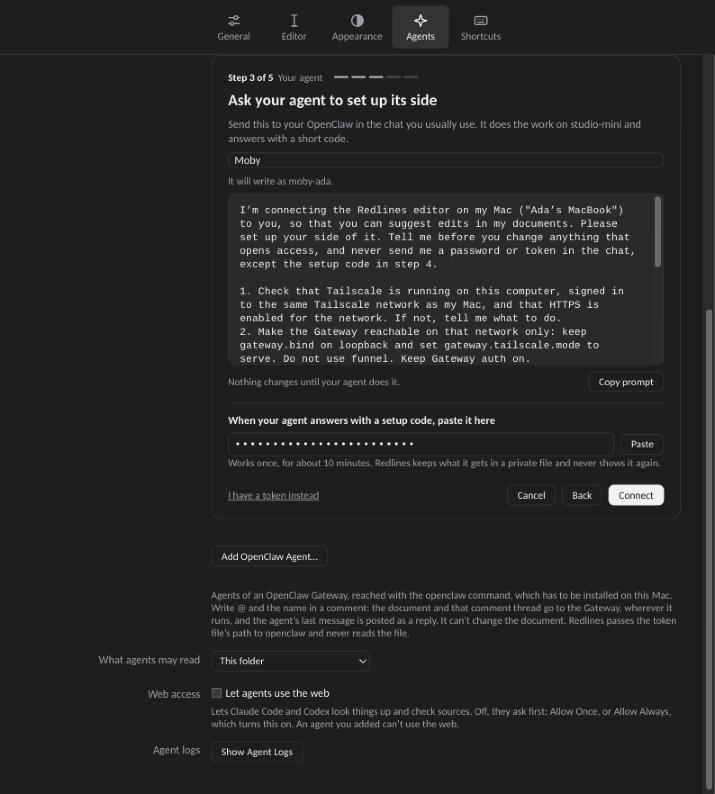 General Editor Appearance Agents Shortcuts
Step 3 of 5 Your agent
Ask your agent to set up its side
Send this to your OpenClaw in the chat you usually use. It does the work on studio-mini and
answers with a short code.
Moby
It will write as moby-ada.
I’m connecting the Redlines editor on my Mac ("Ada’s MacBook")
to you, so that you can suggest edits in my documents. Please
set up your side of it. Tell me before you change anything that
opens access, and never send me a password or token in the chat,
except the setup code in step 4.
1. Check that Tailscale is running on this computer, signed in
to the same Tailscale network as my Mac, and that HTTPS is
enabled for the network. If not, tell me what to do.
2. Make the Gateway reachable on that network only: keep
gateway.bind on loopback and set gateway.tailscale.mode to
serve. Do not use funnel. Keep Gateway auth on.
Nothing changes until your agent does it.
Copy prompt
When your agent answers with a setup code, paste it here
••••••••••••••••••••••••
Paste
Works once, for about 10 minutes. Redlines keeps what it gets in a private file and never shows it again.
I have a token instead
Cancel Back Connect
Add OpenClaw Agent...
Agents of an OpenClaw Gateway, reached with the openclaw command, which has to be installed on this Mac.
Write @ and the name in a comment: the document and that comment thread go to the Gateway, wherever it
runs, and the agent’s last message is posted as a reply. It can’t change the document. Redlines passes the token
file’s path to openclaw and never reads the file.
What agents may read This folder
Web access Let agents use the web
Lets Claude Code and Codex look things up and check sources. Off, they ask first: Allow Once, or Allow Always,
which turns this on. An agent you added can’t use the web.
Agent logs Show Agent Logs